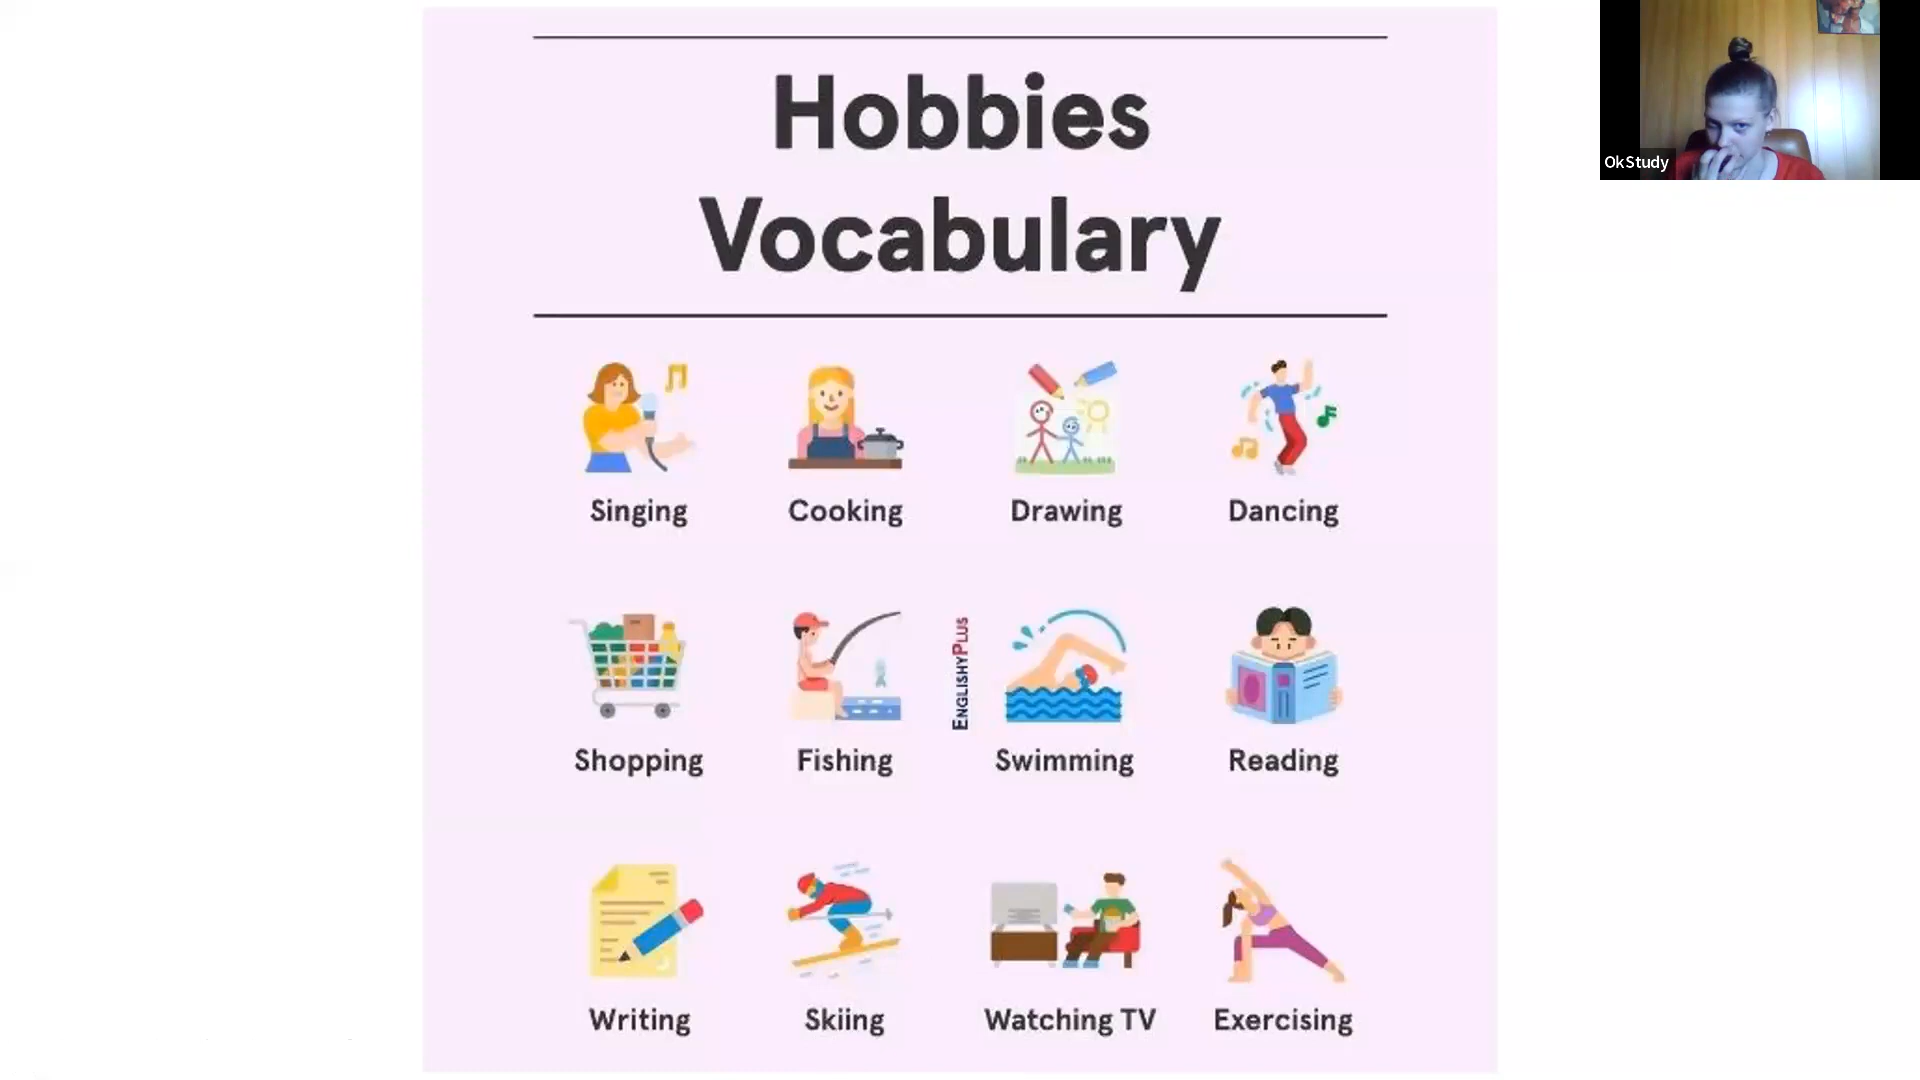 Hobbies
Vocabulary
Singing
Cooking
Drawing
Dancing
Shopping
Fishing
ENGLISHYPLUS
Swimming
Reading
Writing
Skiing
Watching TV
Exercising
OkStudy